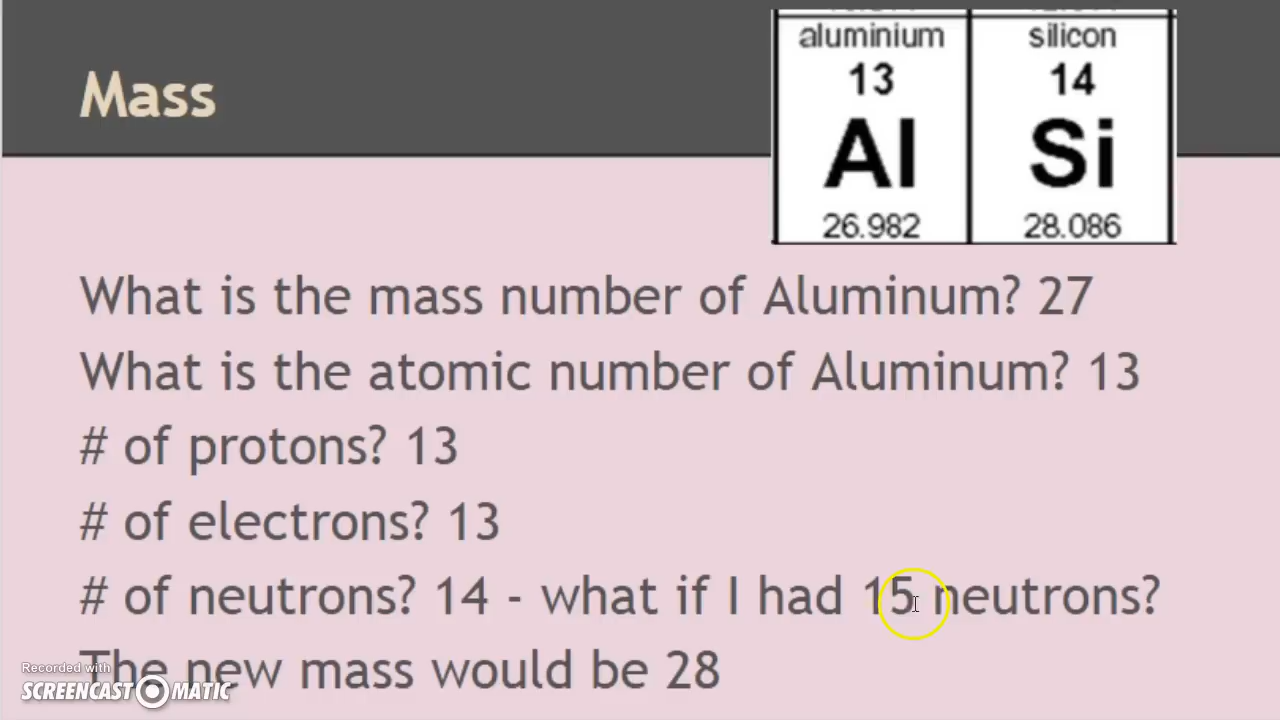 Mass
aluminium
13
Al
26.982
silicon
14
Si
28.086
What is the mass number of Aluminum? 27
What is the atomic number of Aluminum? 13
# of protons? 13
# of electrons? 13
# of neutrons? 14 - what if I had 15 neutrons?
The new mass would be 28
Recorded with
SCREENCAST MATIC